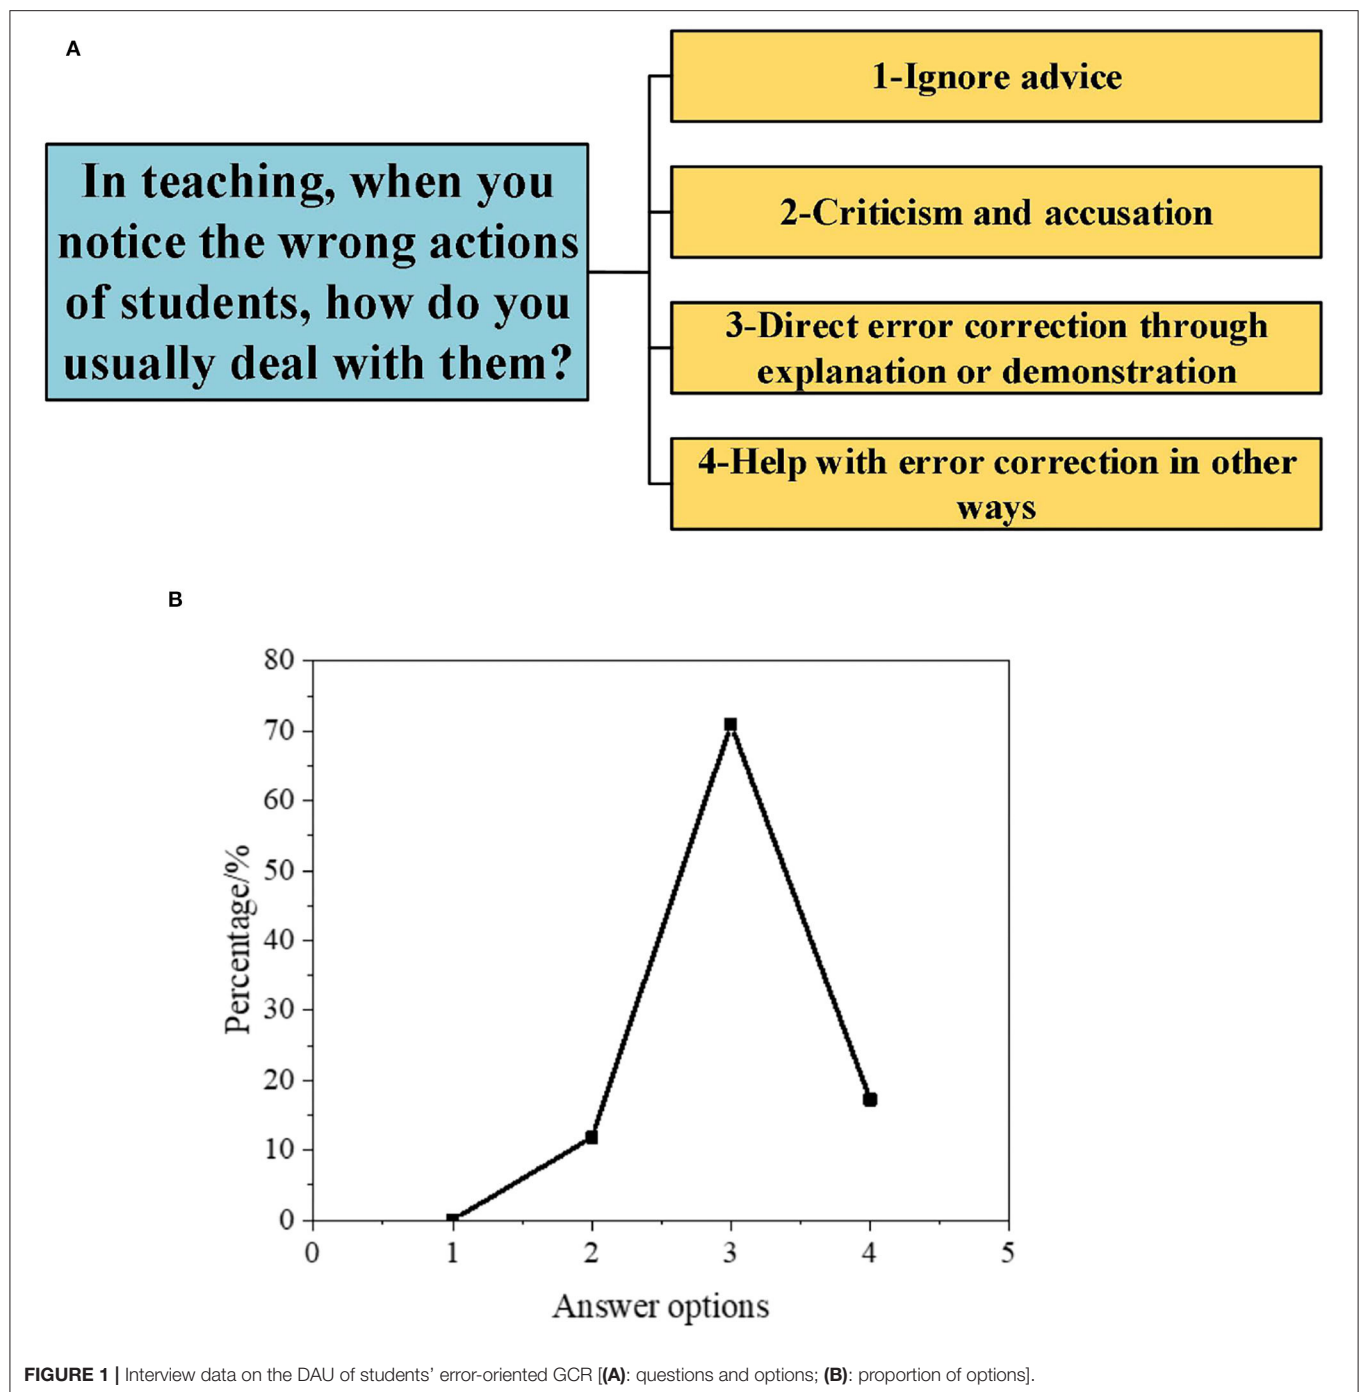 A
In teaching, when you
notice the wrong actions
of students, how do you
usually deal with them?
1-Ignore advice
2-Criticism and accusation
3-Direct error correction through
explanation or demonstration
4-Help with error correction in other
ways
B
80
70
60
50
40
30
20
10
0
Percentage/%
0 1 2 3 4 5
Answer options
FIGURE 1 | Interview data on the DAU of students' error-oriented GCR [(A): questions and options; (B): proportion of options].